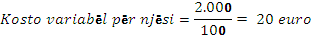 Kosto variabël për njësi = 2.000 / 100 = 20 euro